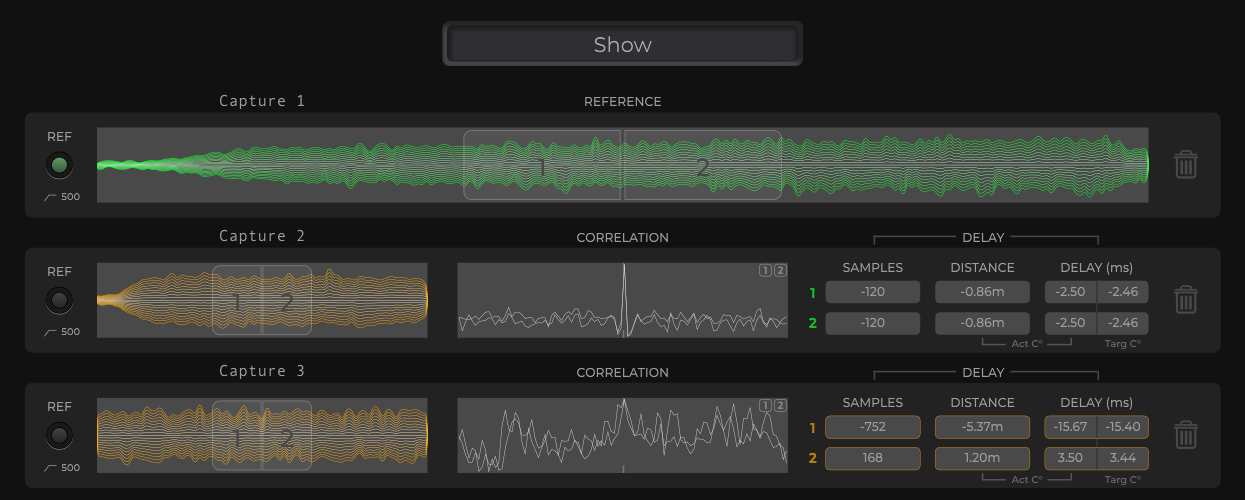 Show
Capture 1
REFERENCE
REF
500
1
2
Capture 2
CORRELATION
DELAY
REF
500
1
2
1 2
SAMPLES DISTANCE DELAY (ms)
1 -120 -0.86m -2.50 -2.46
2 -120 -0.86m -2.50 -2.46
Act C° Targ C°
Capture 3
CORRELATION
DELAY
REF
500
1
2
1 2
SAMPLES DISTANCE DELAY (ms)
1 -752 -5.37m -15.67 -15.40
2 168 1.20m 3.50 3.44
Act C° Targ C°